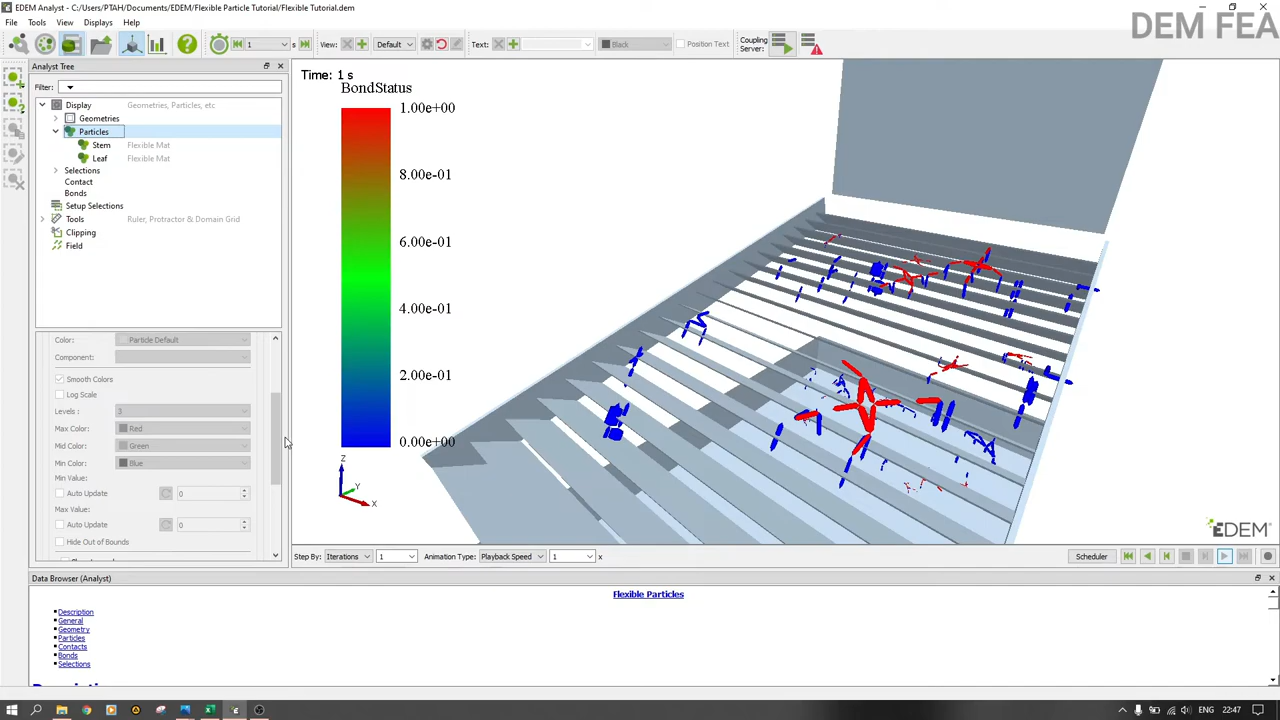 EDEM Analyst - C:/Users/PTAH/Documents/EDEM/Flexible Particle Tutorial/Flexible Tutorial.dem
DEM FEA
File Tools View Displays Help
1 s View: Default Text: Black Position Text Coupling Server:
Analyst Tree
Filter:
Display Geometries, Particles, etc
Geometries
Particles
Stem Flexible Mat
Leaf Flexible Mat
Selections
Contact
Bonds
Setup Selections
Tools Ruler, Protractor & Domain Grid
Clipping
Field
Color: Particle Default
Component:
Smooth Colors
Log Scale
Levels : 3
Max Color: Red
Mid Color: Green
Min Color: Blue
Min Value:
Auto Update 0
Max Value:
Auto Update 0
Hide Out of Bounds
Time: 1 s
BondStatus
1.00e+00
8.00e-01
6.00e-01
4.00e-01
2.00e-01
0.00e+00
Z
Y
X
EDEM
Step By: Iterations 1 Animation Type: Playback Speed 1 x Scheduler
Data Browser (Analyst)
Flexible Particles
Description
General
Geometry
Particles
Contacts
Bonds
Selections
ENG 22:47